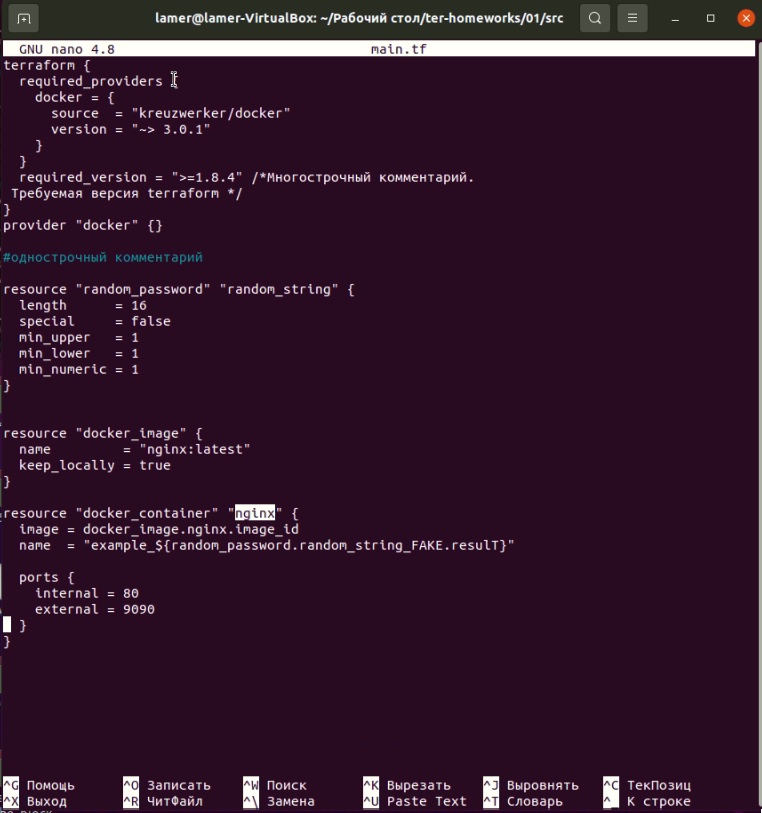 lamer@lamer-VirtualBox: ~/Рабочий стол/ter-homeworks/01/src
GNU nano 4.8 main.tf
terraform {
  required_providers {
    docker = {
      source  = "kreuzwerker/docker"
      version = "~> 3.0.1"
    }
  }
  required_version = ">=1.8.4" /*Многострочный комментарий.
 Требуемая версия terraform */
}
provider "docker" {}
#однострочный комментарий
resource "random_password" "random_string" {
  length      = 16
  special     = false
  min_upper   = 1
  min_lower   = 1
  min_numeric = 1
}
resource "docker_image" {
  name         = "nginx:latest"
  keep_locally = true
}
resource "docker_container" "nginx" {
  image = docker_image.nginx.image_id
  name  = "example_${random_password.random_string_FAKE.resulT}"
  ports {
    internal = 80
    external = 9090
  }
}
^G Помощь ^O Записать ^W Поиск ^K Вырезать ^J Выровнять ^C ТекПозиц
^X Выход ^R ЧитФайл ^\ Замена ^U Paste Text ^T Словарь ^_ К строке